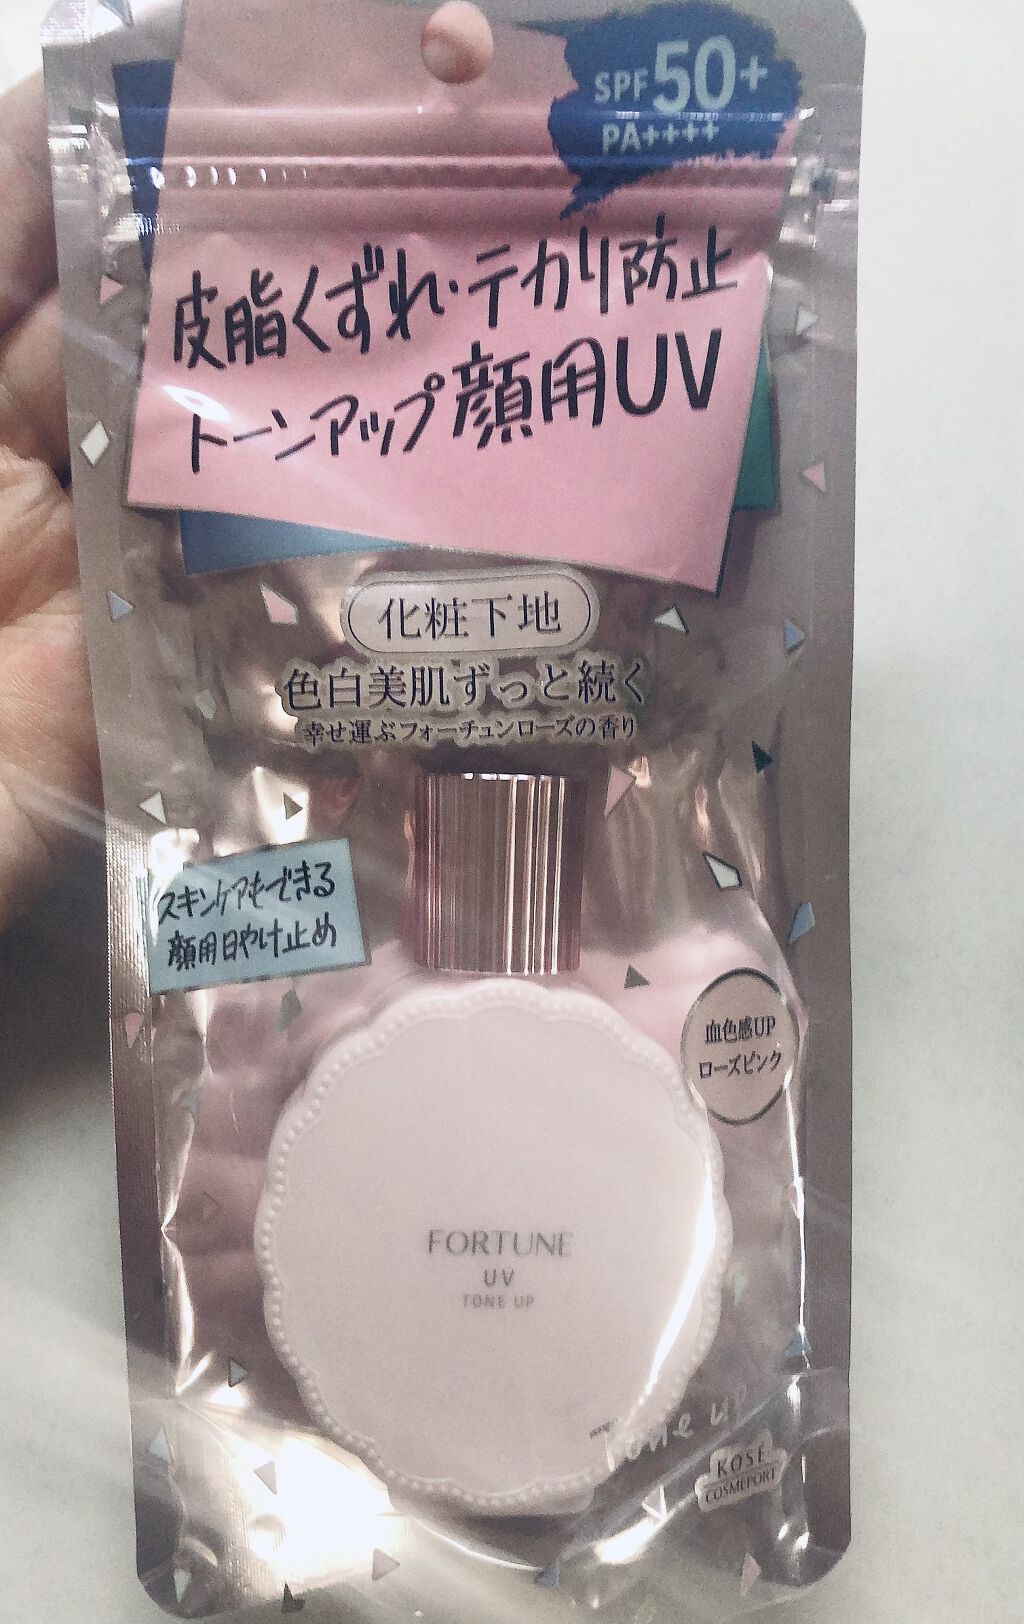 SPF50+
PA++++
皮脂くずれ・テカリ防止
トーンアップ顔用UV
化粧下地
色白美肌ずっと続く
幸せ運ぶフォーチュンローズの香り
スキンケアもできる
顔用日やけ止め
血色感UP
ローズピンク
FORTUNE
UV
TONE UP
tone up
KOSÉ
COSMEPORT